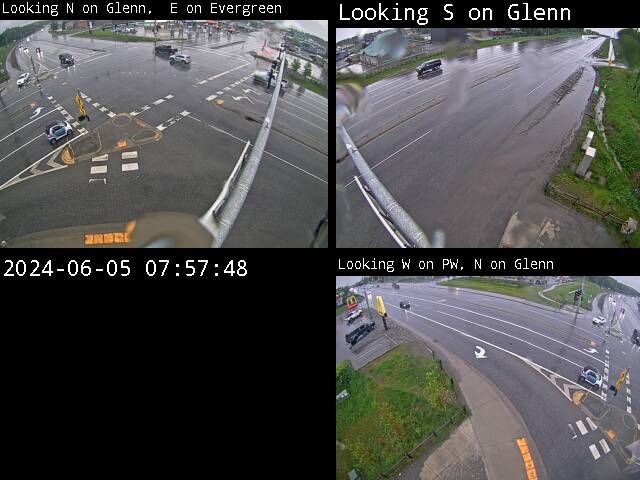 Looking N on Glenn,  E on Evergreen
Looking S on Glenn
2024-06-05 07:57:48
Looking W on PW, N on Glenn